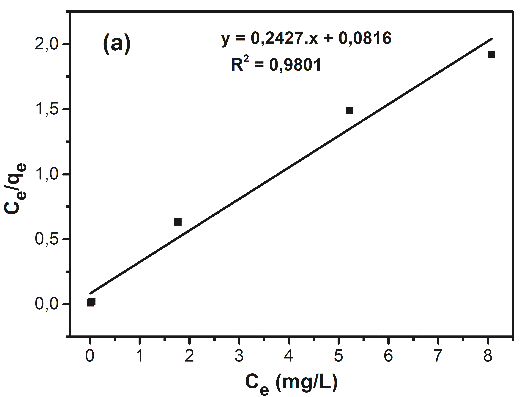 (a)
y = 0,2427.x + 0,0816
R² = 0,9801
2,0
1,5
1,0
0,5
0,0
Ce/qe
0 1 2 3 4 5 6 7 8
Ce (mg/L)